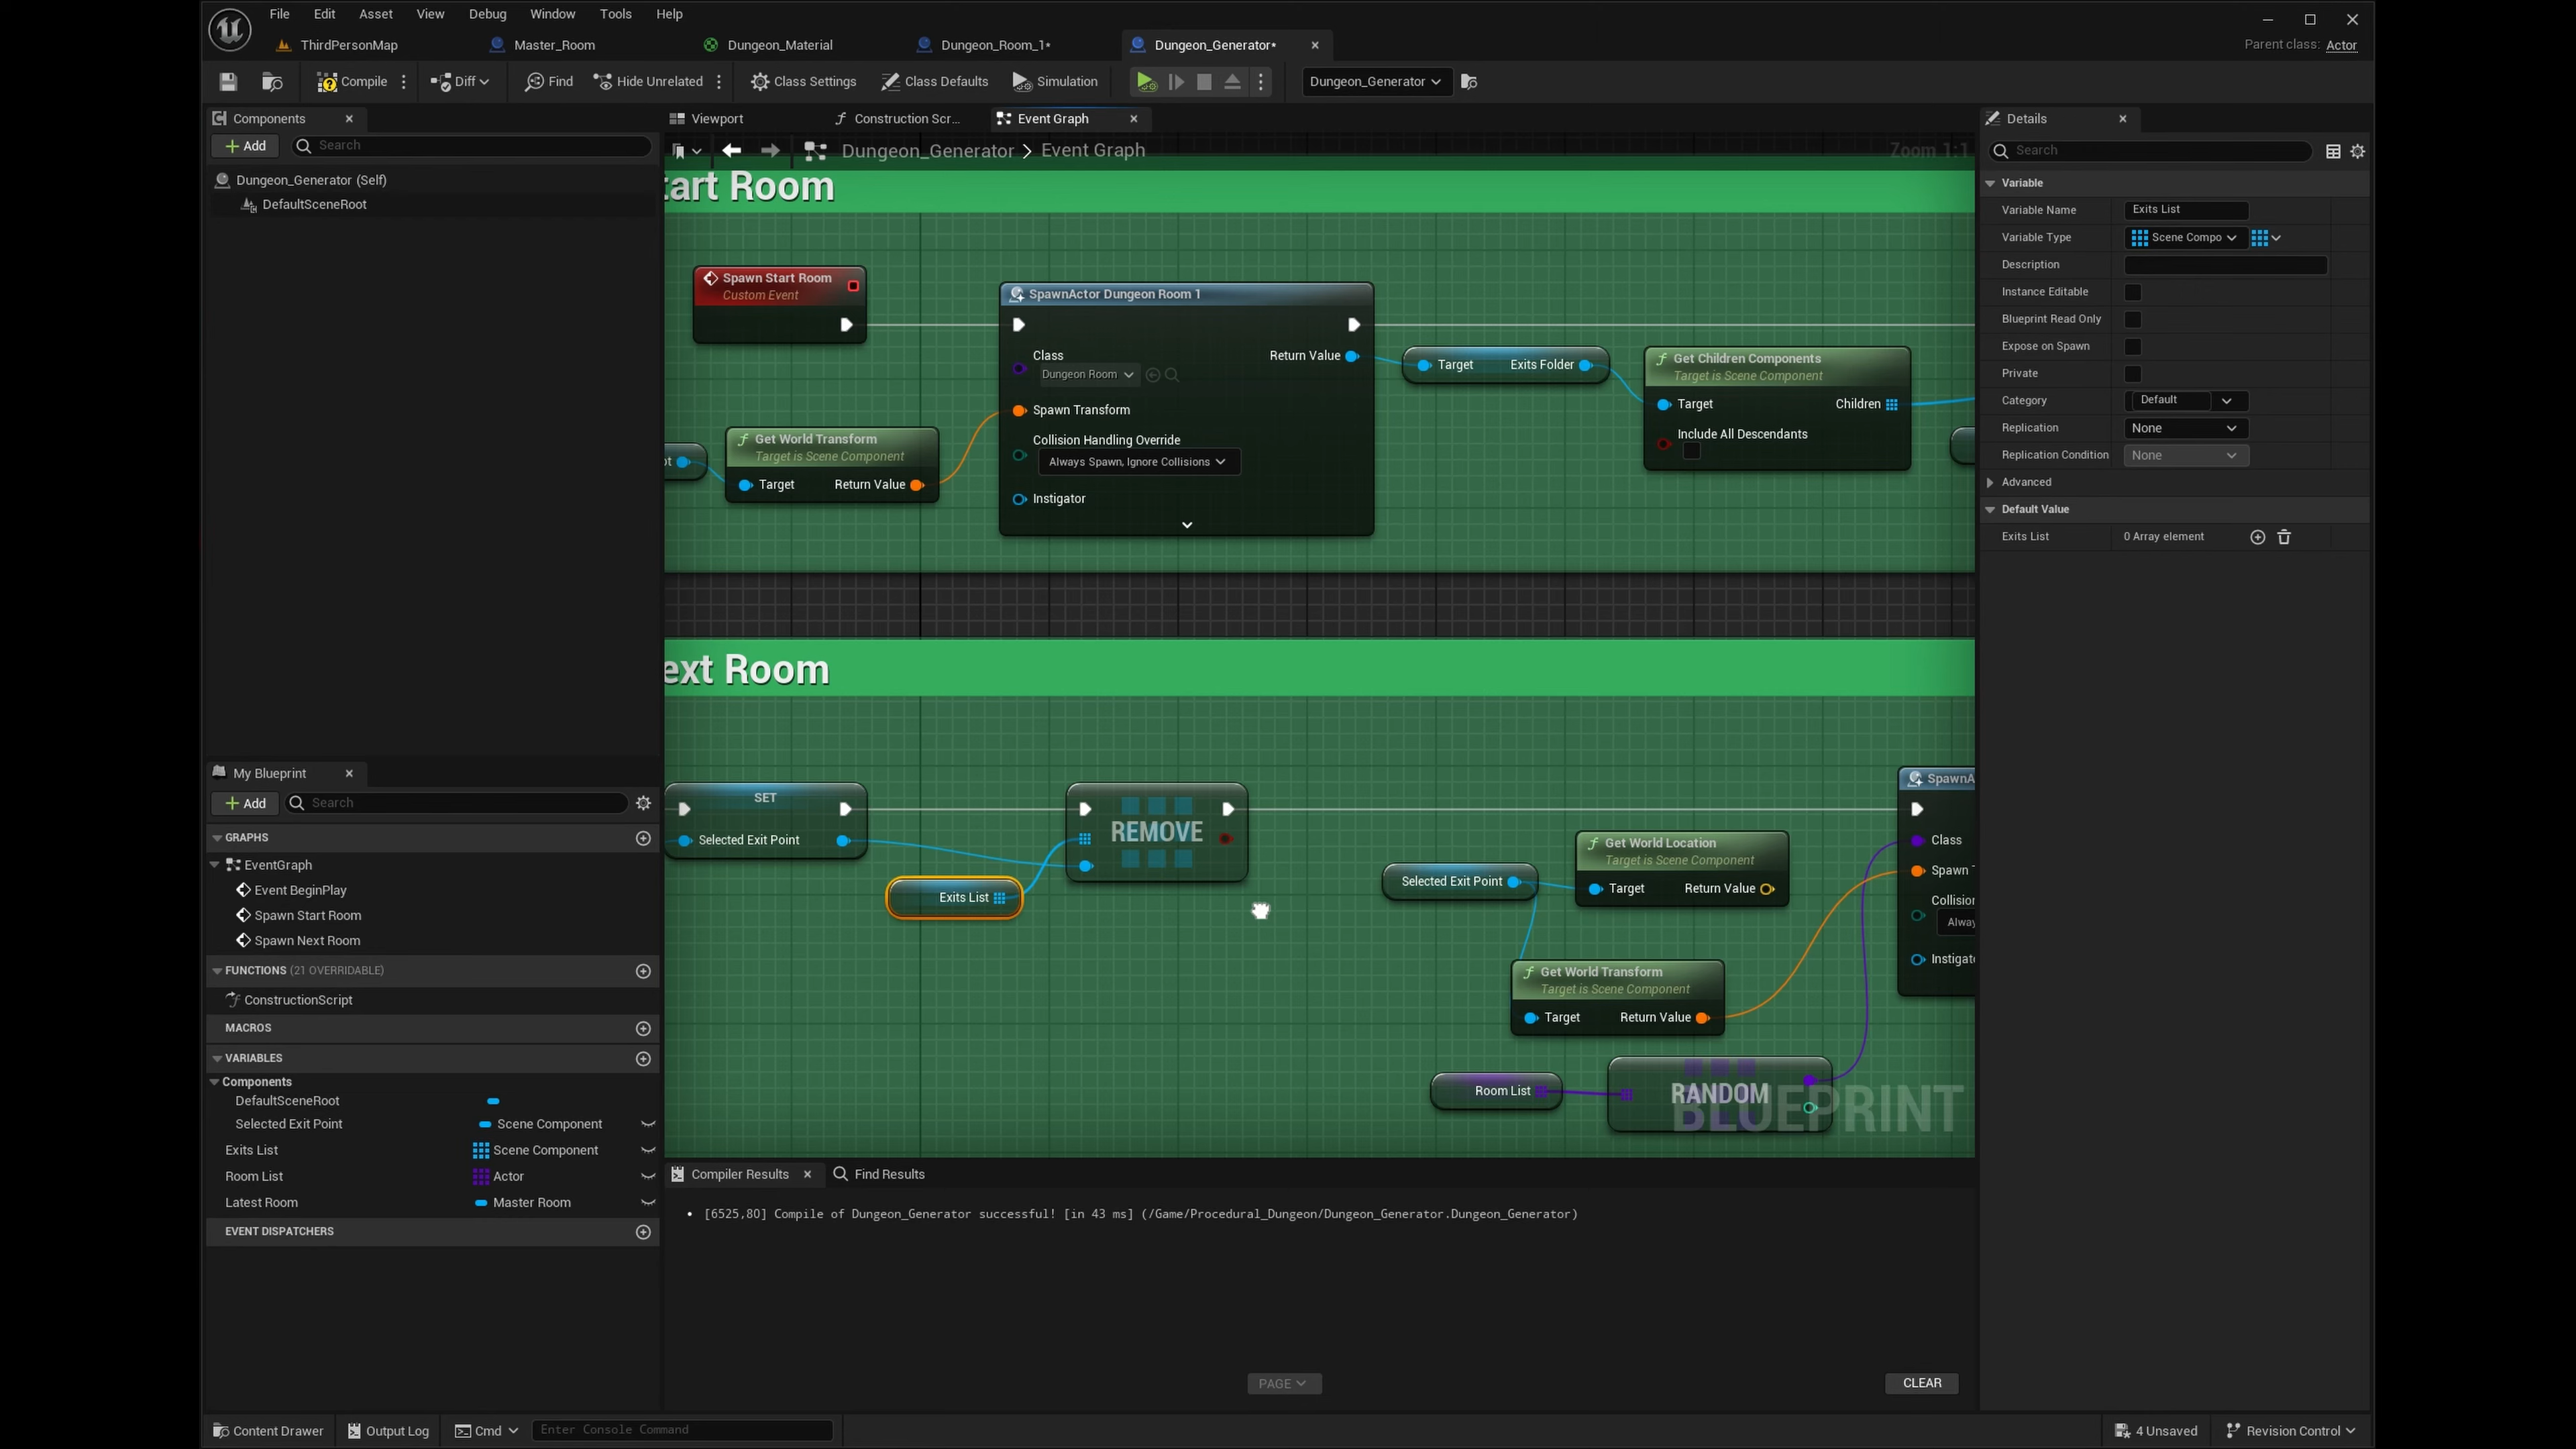 File Edit Asset View Debug Window Tools Help
ThirdPersonMap Master_Room Dungeon_Material Dungeon_Room_1* Dungeon_Generator* Parent class: Actor
Compile Diff Find Hide Unrelated Class Settings Class Defaults Simulation Dungeon_Generator
Components
Add Search
Dungeon_Generator (Self)
DefaultSceneRoot
Viewport Construction Scr... Event Graph
Dungeon_Generator > Event Graph Zoom 1:1
tart Room
Spawn Start Room
Custom Event
SpawnActor Dungeon Room 1
Class
Dungeon Room
Return Value
Spawn Transform
Collision Handling Override
Always Spawn, Ignore Collisions
Instigator
ot
Get World Transform
Target is Scene Component
Target Return Value
Target Exits Folder
Get Children Components
Target is Scene Component
Target Children
Include All Descendants
ext Room
SET
Selected Exit Point
Exits List
REMOVE
Selected Exit Point
Get World Location
Target is Scene Component
Target Return Value
Get World Transform
Target is Scene Component
Target Return Value
Room List
RANDOM
BLUEPRINT
SpawnA
Class
Spawn T
Collision
Alway
Instigato
My Blueprint
Add Search
GRAPHS
EventGraph
Event BeginPlay
Spawn Start Room
Spawn Next Room
FUNCTIONS (21 OVERRIDABLE)
ConstructionScript
MACROS
VARIABLES
Components
DefaultSceneRoot
Selected Exit Point Scene Component
Exits List Scene Component
Room List Actor
Latest Room Master Room
EVENT DISPATCHERS
Compiler Results Find Results
[6525,80] Compile of Dungeon_Generator successful! [in 43 ms] (/Game/Procedural_Dungeon/Dungeon_Generator.Dungeon_Generator)
PAGE CLEAR
Details
Search
Variable
Variable Name Exits List
Variable Type Scene Compo
Description
Instance Editable
Blueprint Read Only
Expose on Spawn
Private
Category Default
Replication None
Replication Condition None
Advanced
Default Value
Exits List 0 Array element
Content Drawer Output Log Cmd Enter Console Command 4 Unsaved Revision Control